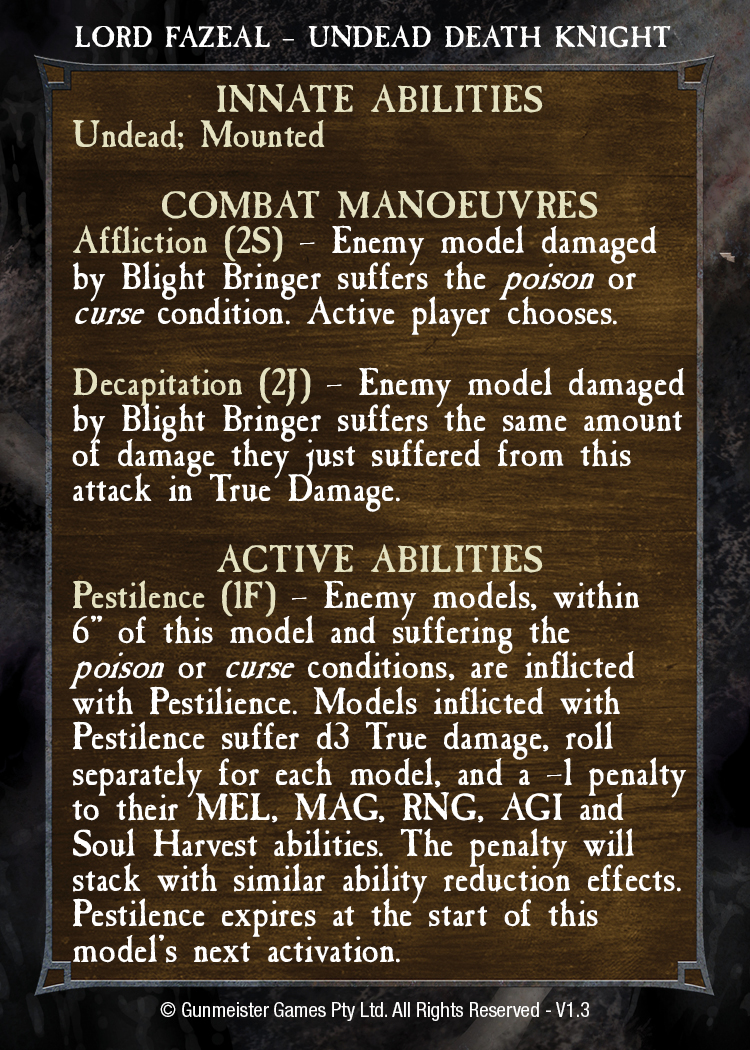 LORD FAZEAL – UNDEAD DEATH KNIGHT
INNATE ABILITIES
Undead; Mounted
COMBAT MANOEUVRES
Affliction (2S) – Enemy model damaged
by Blight Bringer suffers the poison or
curse condition. Active player chooses.
Decapitation (2J) – Enemy model damaged
by Blight Bringer suffers the same amount
of damage they just suffered from this
attack in True Damage.
ACTIVE ABILITIES
Pestilence (1F) – Enemy models, within
6” of this model and suffering the
poison or curse conditions, are inflicted
with Pestilience. Models inflicted with
Pestilence suffer d3 True damage, roll
separately for each model, and a –1 penalty
to their MEL, MAG, RNG, AGI and
Soul Harvest abilities. The penalty will
stack with similar ability reduction effects.
Pestilence expires at the start of this
model's next activation.
© Gunmeister Games Pty Ltd. All Rights Reserved - V1.3